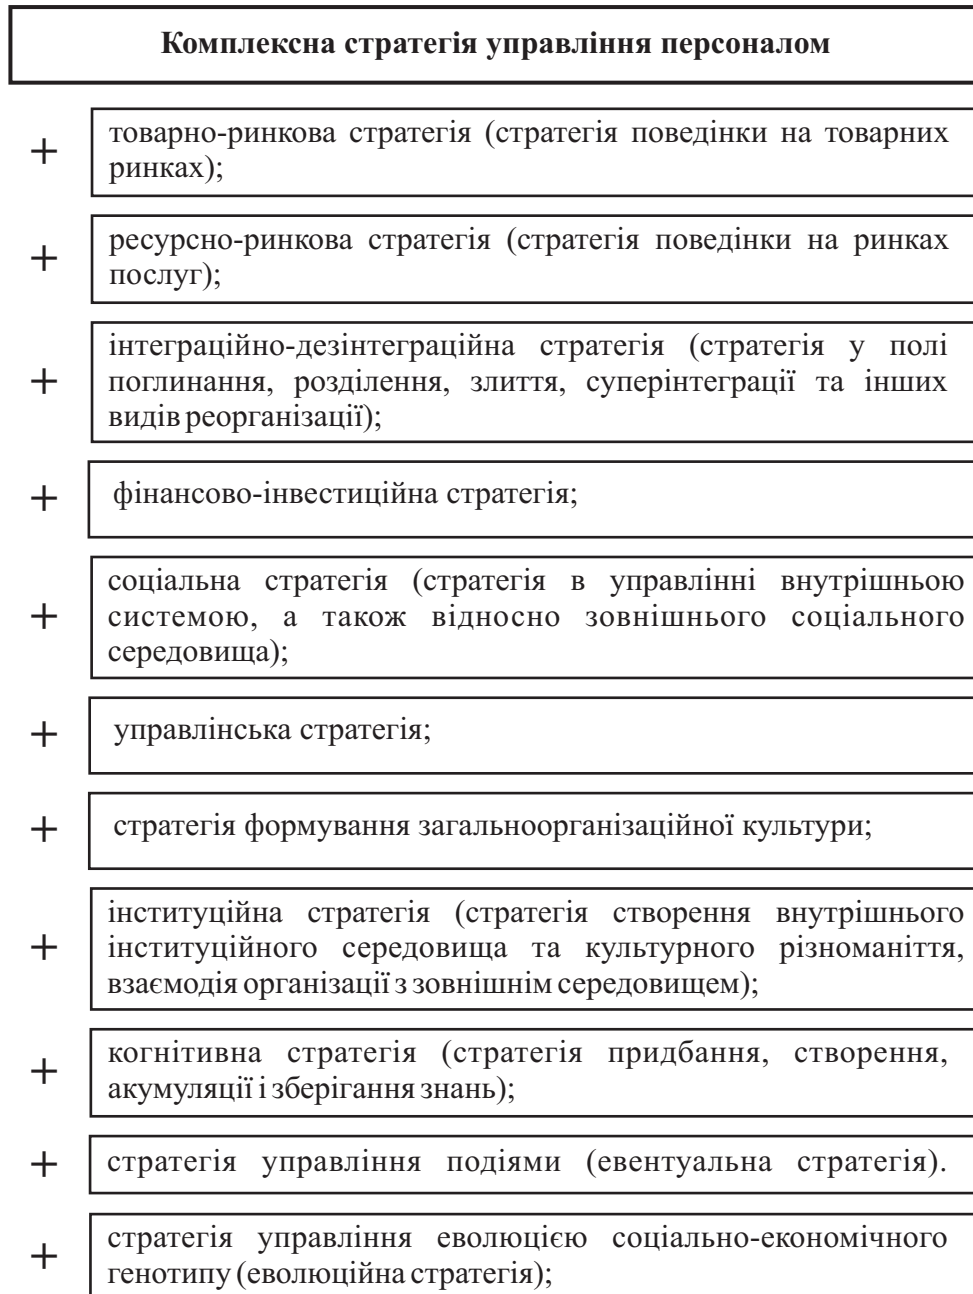 Комплексна стратегія управління персоналом
+ товарно-ринкова стратегія (стратегія поведінки на товарних
ринках);
+ ресурсно-ринкова стратегія (стратегія поведінки на ринках
послуг);
+ інтеграційно-дезінтеграційна стратегія (стратегія у полі
поглинання, розділення, злиття, суперінтеграції та інших
видів реорганізації);
+ фінансово-інвестиційна стратегія;
+ соціальна стратегія (стратегія в управлінні внутрішньою
системою, а також відносно зовнішнього соціального
середовища);
+ управлінська стратегія;
+ стратегія формування загальноорганізаційної культури;
+ інституційна стратегія (стратегія створення внутрішнього
інституційного середовища та культурного різноманіття,
взаємодія організації з зовнішнім середовищем);
+ когнітивна стратегія (стратегія придбання, створення,
акумуляції і зберігання знань);
+ стратегія управління подіями (евентуальна стратегія).
+ стратегія управління еволюцією соціально-економічного
генотипу (еволюційна стратегія);